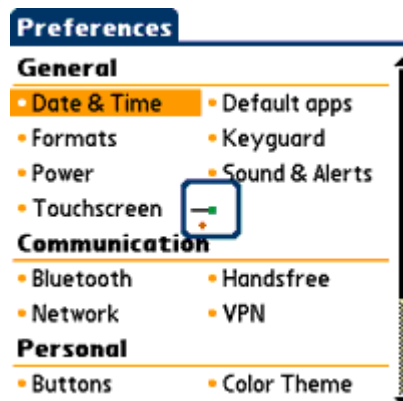 Preferences
General
• Date & Time • Default apps
• Formats • Keyguard
• Power • Sound & Alerts
• Touchscreen
Communication
• Bluetooth • Handsfree
• Network • VPN
Personal
• Buttons • Color Theme